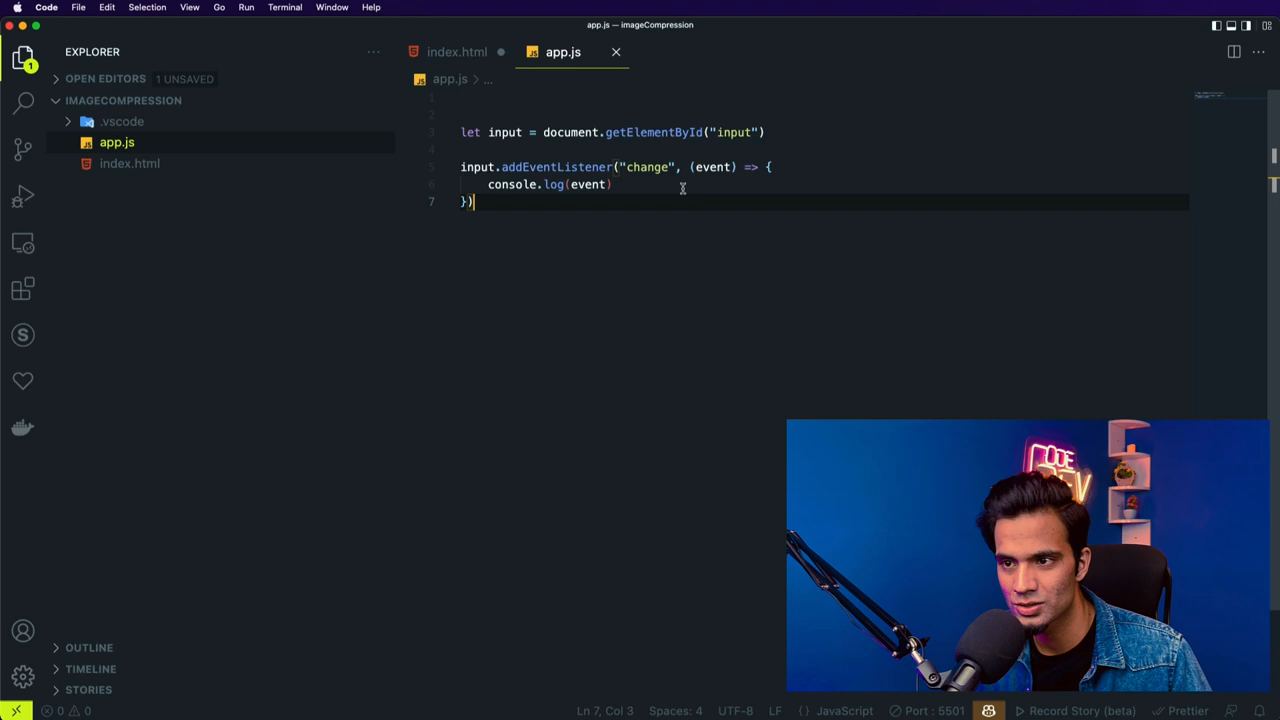 Code File Edit Selection View Go Run Terminal Window Help
app.js — imageCompression
EXPLORER
OPEN EDITORS 1 UNSAVED
IMAGECOMPRESSION
.vscode
app.js
index.html
OUTLINE
TIMELINE
STORIES
1
index.html app.js
app.js > ...
1
2
3 let input = document.getElementById("input")
4
5 input.addEventListener("change", (event) => {
6 console.log(event)
7 })
CODE
DEV
0 0
Ln 7, Col 3 Spaces: 4 UTF-8 LF JavaScript Port : 5501 Record Story (beta) Prettier